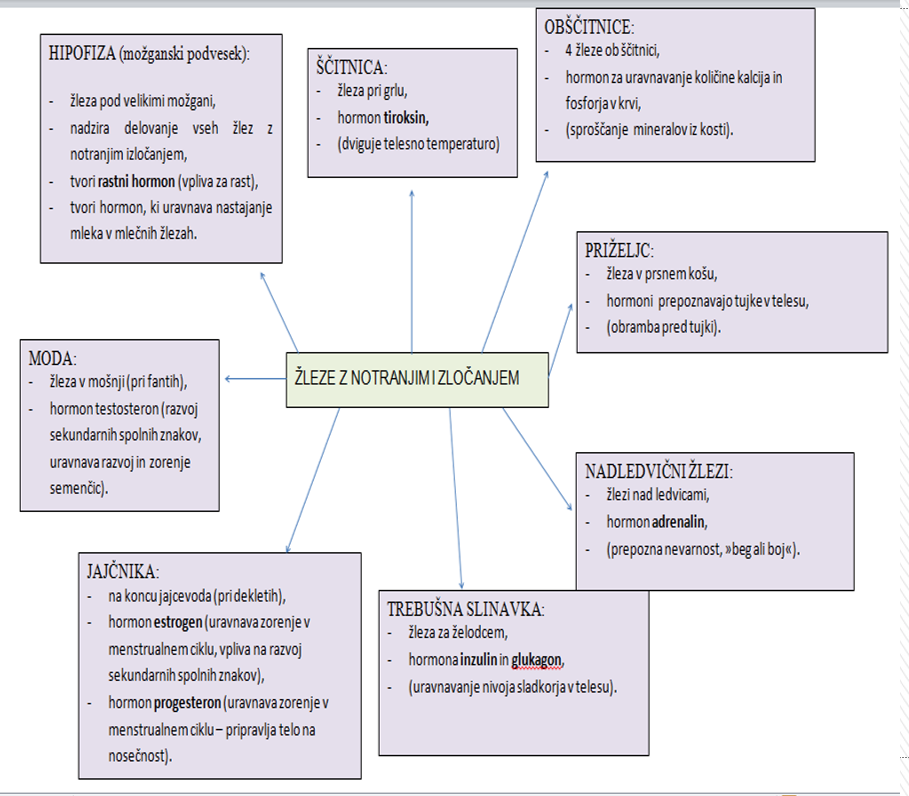 HIPOFIZA (možganski podvesek):
- žleza pod velikimi možgani,
- nadzira delovanje vseh žlez z
notranjim izločanjem,
- tvori rastni hormon (vpliva za rast),
- tvori hormon, ki uravnava nastajanje
mleka v mlečnih žlezah.
ŠČITNICA:
- žleza pri grlu,
- hormon tiroksin,
- (dviguje telesno temperaturo)
OBŠČITNICE:
- 4 žleze ob ščitnici,
- hormon za uravnavanje količine kalcija in
fosforja v krvi,
- (sproščanje mineralov iz kosti).
PRIŽELJC:
- žleza v prsnem košu,
- hormoni prepoznavajo tujke v telesu,
- (obramba pred tujki).
MODA:
- žleza v mošnji (pri fantih),
- hormon testosteron (razvoj
sekundarnih spolnih znakov,
uravnava razvoj in zorenje
semenčic).
ŽLEZE Z NOTRANJIM IZLOČANJEM
NADLEDVIČNI ŽLEZI:
- žlezi nad ledvicami,
- hormon adrenalin,
- (prepozna nevarnost, »beg ali boj«).
JAJČNIKA:
- na koncu jajcevoda (pri dekletih),
- hormon estrogen (uravnava zorenje v
menstrualnem ciklu, vpliva na razvoj
sekundarnih spolnih znakov),
- hormon progesteron (uravnava zorenje v
menstrualnem ciklu – pripravlja telo na
nosečnost).
TREBUŠNA SLINAVKA:
- žleza za želodcem,
- hormona inzulin in glukagon,
- (uravnavanje nivoja sladkorja v telesu).